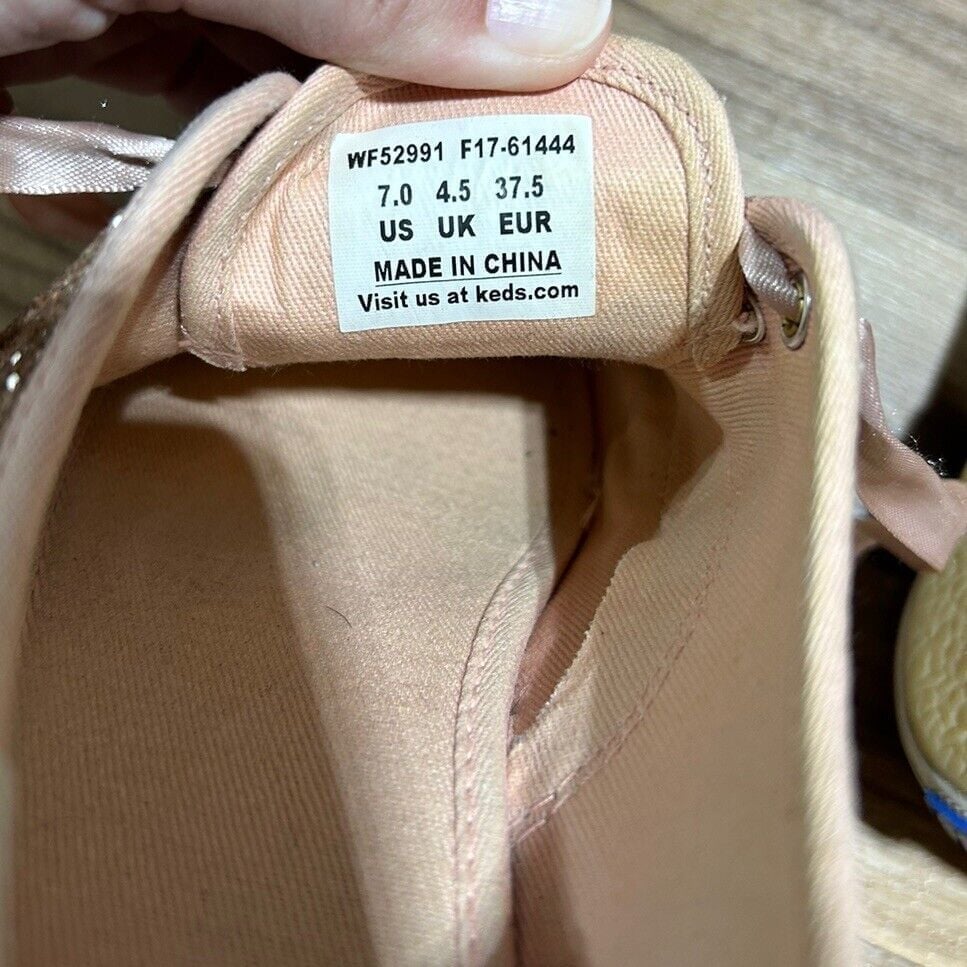 WF52991 F17-61444
7.0 4.5 37.5
US UK EUR
MADE IN CHINA
Visit us at keds.com